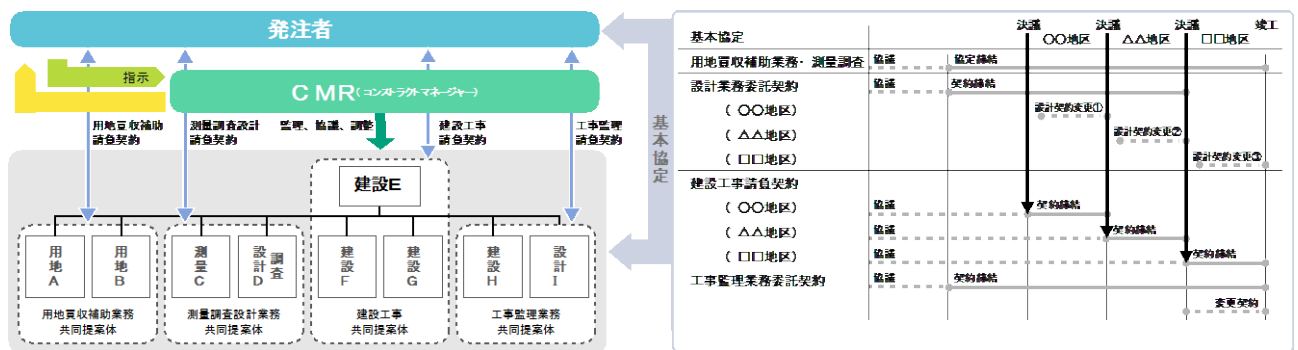 発注者
指示
CMR(コンストラクトマネージャー)
用地買収補助
請負契約
測量調査設計
請負契約
監理、協議、調整
建設工事
請負契約
工事監理
請負契約
建設E
用地A
用地B
測量C
設計D
調査
建設F
建設G
建設H
設計I
用地買収補助業務
共同提案体
測量調査設計業務
共同提案体
建設工事
共同提案体
工事監理業務
共同提案体
基本協定
決議 決議 決議 竣工
基本協定 〇〇地区 △△地区 □□地区
用地買収補助業務・測量調査 協議 協定締結
設計業務委託契約 協議 契約締結
(〇〇地区) 設計契約変更①
(△△地区) 設計契約変更②
(□□地区) 設計契約変更③
建設工事請負契約
(〇〇地区) 協議 契約締結
(△△地区) 協議 契約締結
(□□地区) 協議 契約締結
工事監理業務委託契約 協議 契約締結
変更契約